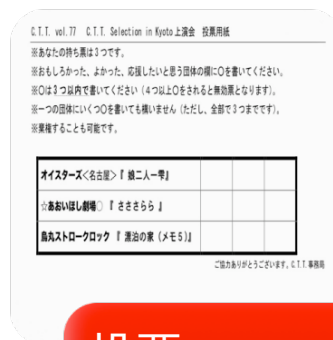 C.T.T. vol.77　C.T.T. Selection in Kyoto上演会　投票用紙
※あなたの持ち票は3つです。
※おもしろかった、よかった、応援したいと思う団体の欄に○を書いてください。
※○は3つ以内で書いてください（4つ以上○をされると無効票となります）。
※一つの団体にいくつ○を書いても構いません（ただし、全部で3つまでです）。
※棄権することも可能です。
オイスターズ＜名古屋＞『 娘二人一雫』
☆あおいほし劇場○ 『 さささらら 』
烏丸ストロークロック 『 漂泊の家（メモ5）』
ご協力ありがとうございます。C.T.T.事務局
投票